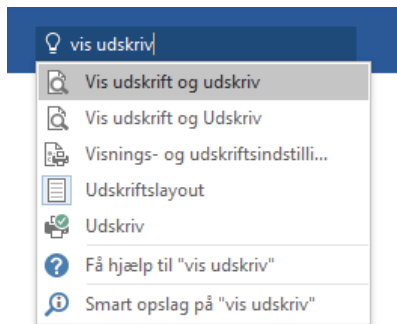 vis udskriv
Vis udskrift og udskriv
Vis udskrift og Udskriv
Visnings- og udskriftsindstilli...
Udskriftslayout
Udskriv
Få hjælp til "vis udskriv"
Smart opslag på "vis udskriv"